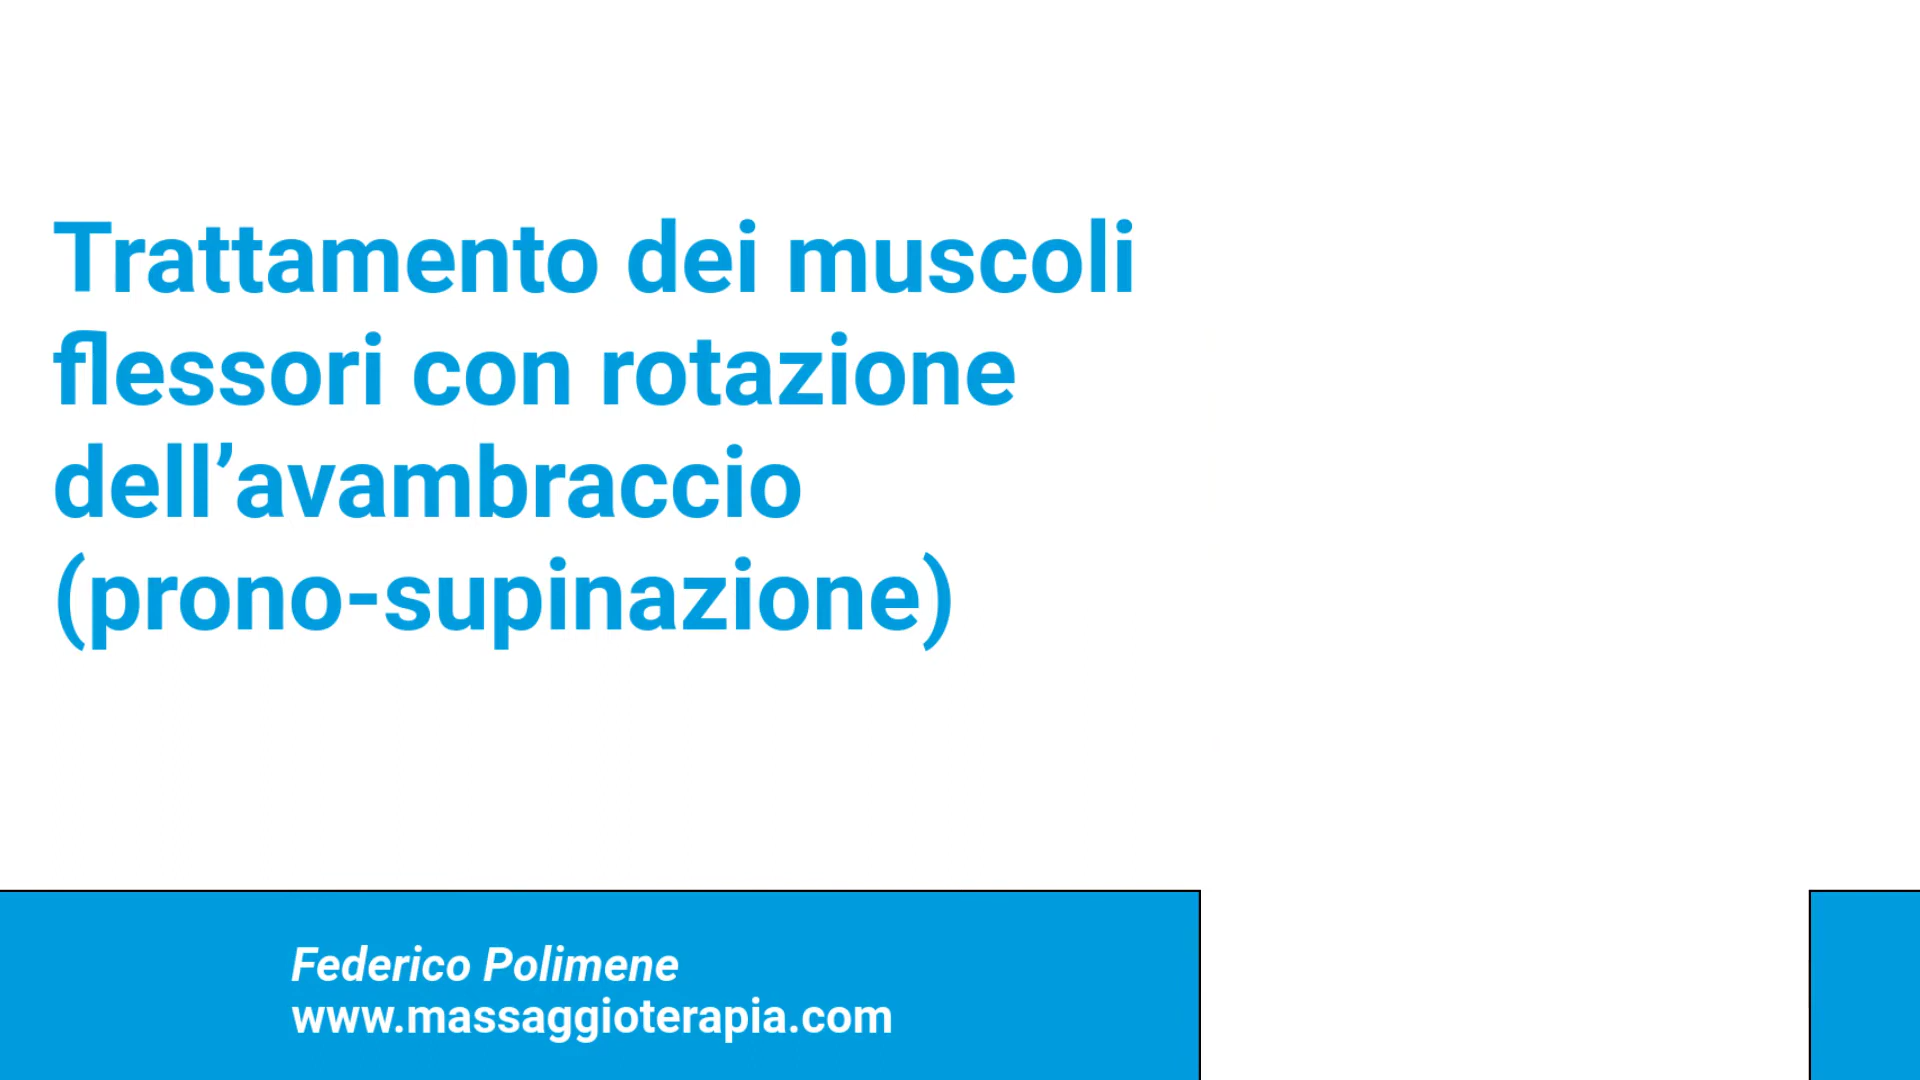 Trattamento dei muscoli
flessori con rotazione
dell’avambraccio
(prono-supinazione)
Federico Polimene
www.massaggioterapia.com